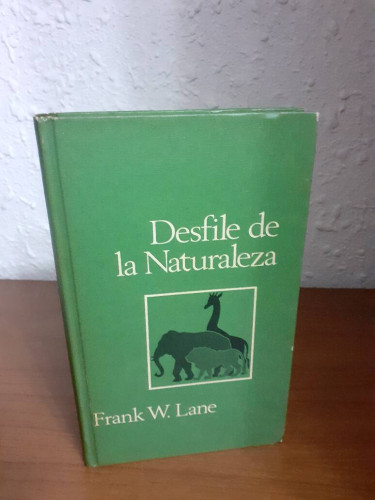 Desfile de
la Naturaleza
Frank W. Lane